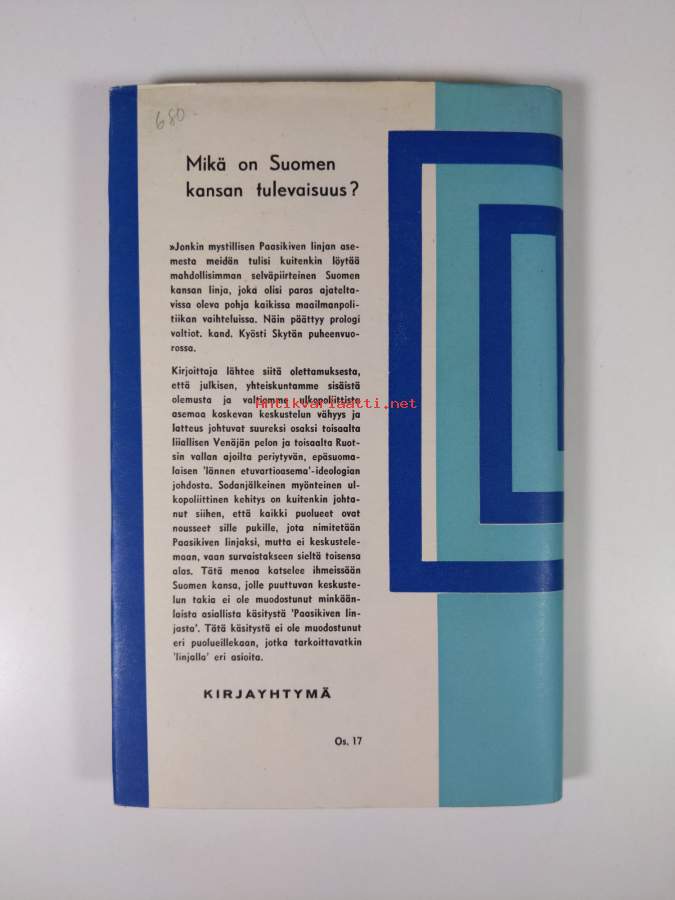 680-
Mikä on Suomen
kansan tulevaisuus?
»Jonkin mystillisen Paasikiven linjan ase-
mesta meidän tulisi kuitenkin löytää
mahdollisimman selväpiirteinen Suomen
kansan linja, joka olisi paras ajatelta-
vissa oleva pohja kaikissa maailmanpoli-
tiikan vaihteluissa. Näin päättyy prologi
valtiot. kand. Kyösti Skytän puheenvuo-
rossa.
Kirjoittaja lähtee siitä olettamuksesta,
että julkisen, yhteiskuntamme sisäistä
olemusta ja valtiomme ulkopoliittista
asemaa koskevan keskustelun vähyys ja
Antikvariaatti.net
latteus johtuvat suureksi osaksi toisaalta
liiallisen Venäjän pelon ja toisaalta Ruot-
sin vallan ajoilta periytyvän, epäsuoma-
laisen 'lännen etuvartioasema'-ideologian
johdosta. Sodanjälkeinen myönteinen ul-
kopoliittinen kehitys on kuitenkin johta-
nut siihen, että kaikki puolueet ovat
nousseet sille pukille, jota nimitetään
Paasikiven linjaksi, mutta ei keskustele-
maan, vaan survaistakseen sieltä toisensa
alas. Tätä menoa katselee ihmeissään
Suomen kansa, jolle puuttuvan keskuste-
lun takia ei ole muodostunut minkään-
laista asiallista käsitystä 'Paasikiven lin-
jasta'. Tätä käsitystä ei ole muodostunut
eri puolueillekaan, jotka tarkoittavatkin
'linjalla' eri asioita.
KIRJAYHTYMÄ
Os. 17